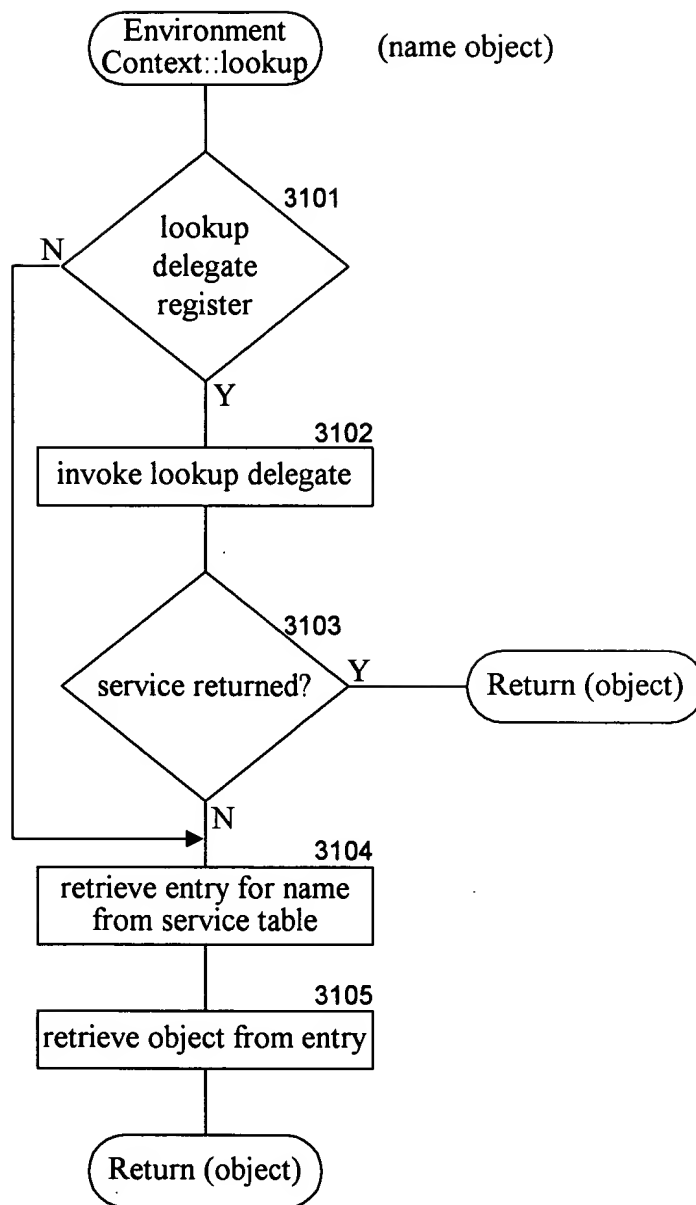 Environment
Context::lookup
(name object)
3101
N
lookup
delegate
register
Y
3102
invoke lookup delegate
3103
Y
service returned?
Return (object)
N
3104
retrieve entry for name
from service table
3105
retrieve object from entry
Return (object)